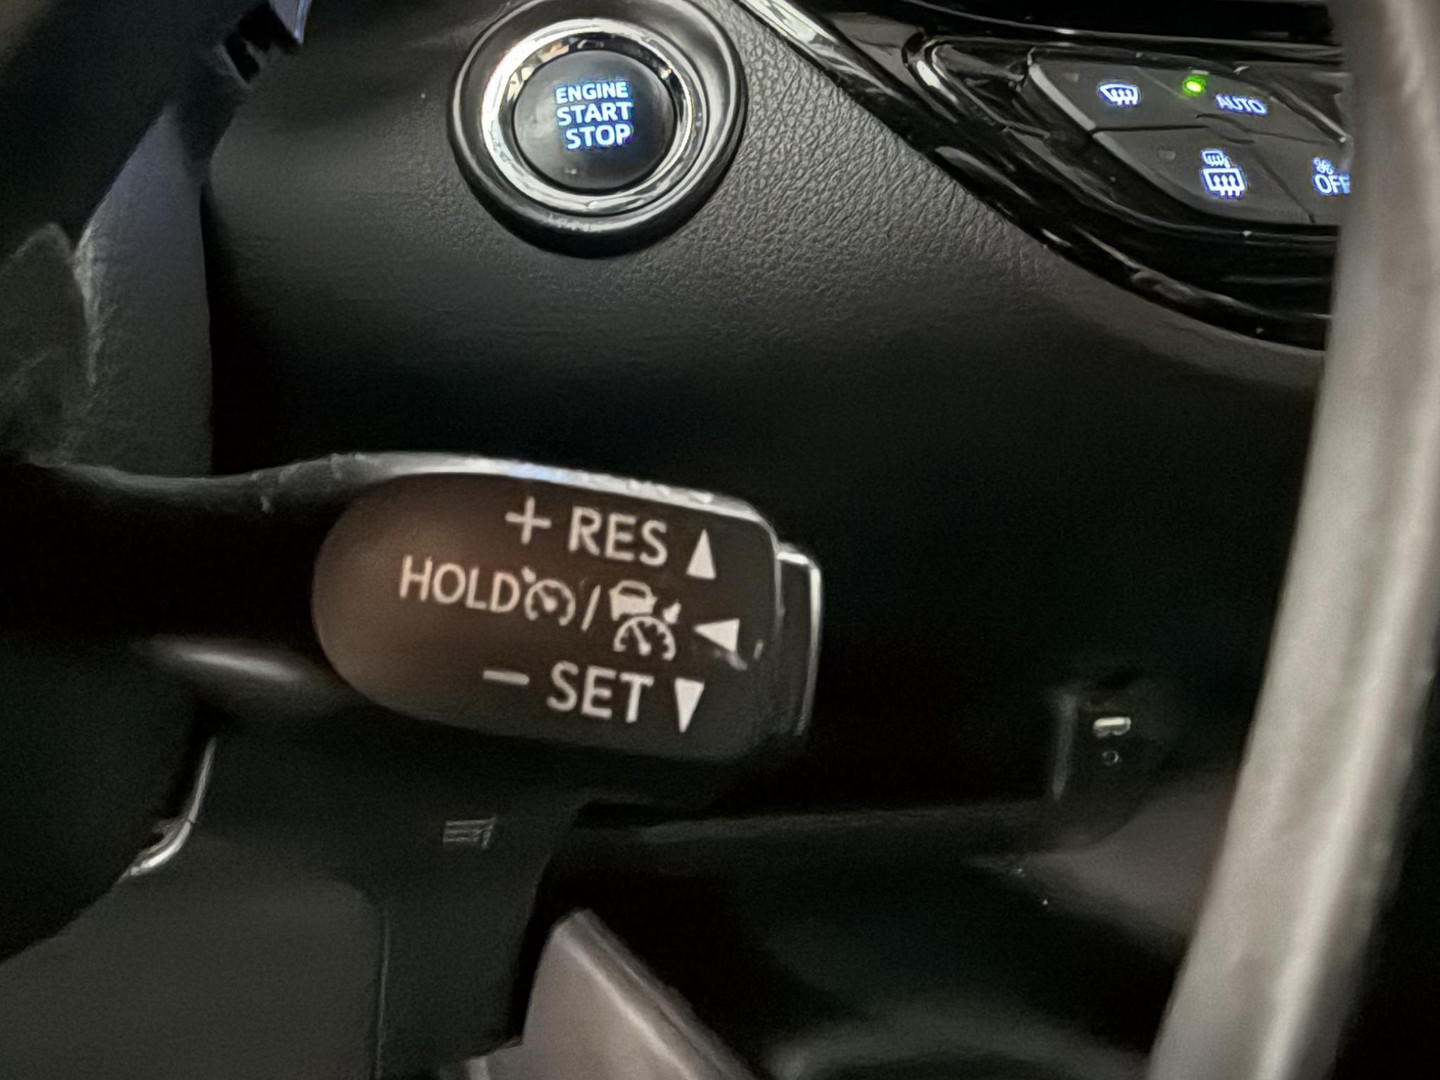 ENGINE
START
STOP
AUTO
OFF
+ RES ▲
HOLD / ◀
− SET ▼